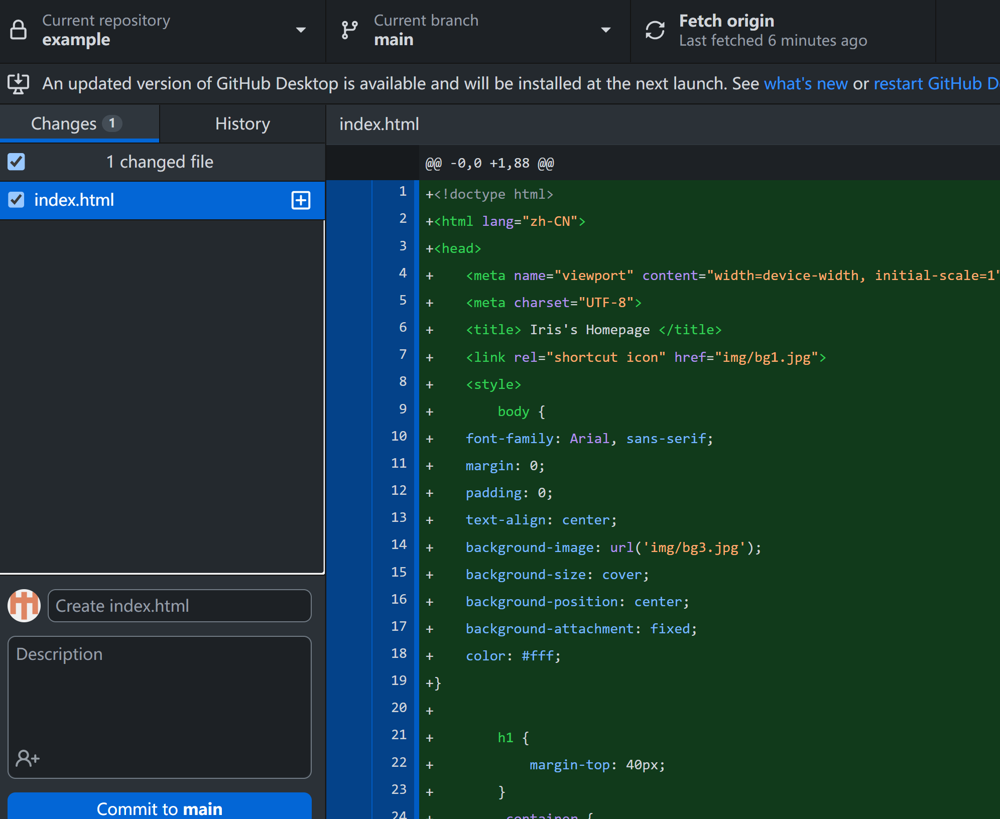 Current repository
example
Current branch
main
Fetch origin
Last fetched 6 minutes ago
An updated version of GitHub Desktop is available and will be installed at the next launch. See what's new or restart GitHub
Changes 1
History
1 changed file
index.html
Create index.html
Description
Commit to main
index.html
@@ -0,0 +1,88 @@
1 +<!doctype html>
2 +<html lang="zh-CN">
3 +<head>
4 +    <meta name="viewport" content="width=device-width, initial-scale=1"
5 +    <meta charset="UTF-8">
6 +    <title> Iris's Homepage </title>
7 +    <link rel="shortcut icon" href="img/bg1.jpg">
8 +    <style>
9 +        body {
10 +    font-family: Arial, sans-serif;
11 +    margin: 0;
12 +    padding: 0;
13 +    text-align: center;
14 +    background-image: url('img/bg3.jpg');
15 +    background-size: cover;
16 +    background-position: center;
17 +    background-attachment: fixed;
18 +    color: #fff;
19 +}
20 +
21 +        h1 {
22 +            margin-top: 40px;
23 +        }
24 +        container {